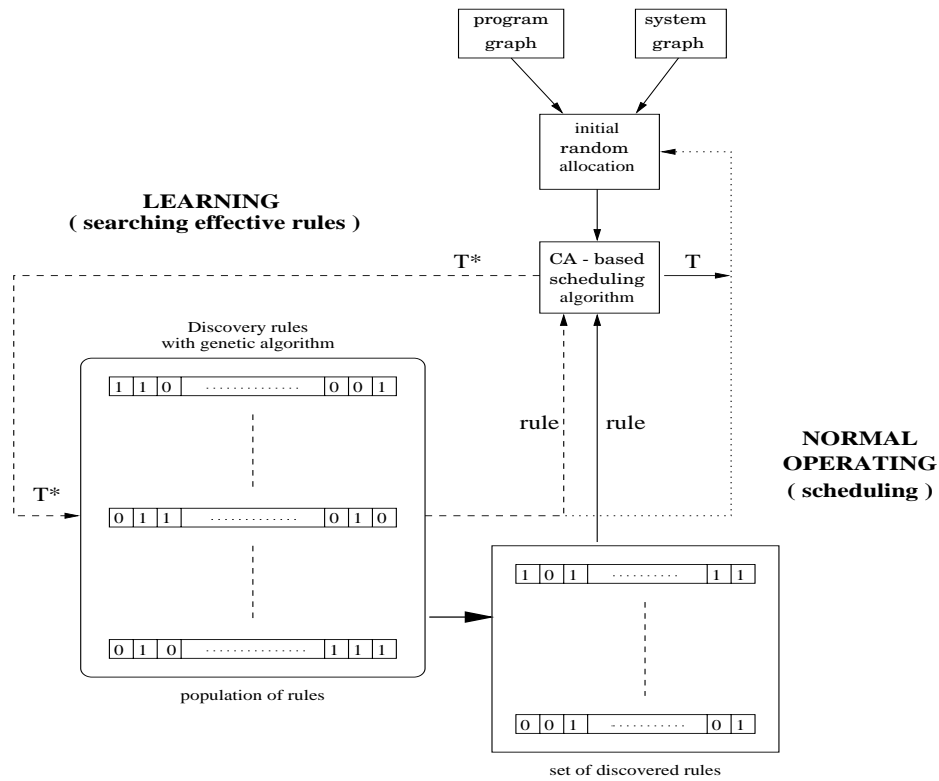 program
graph
system
graph
initial
random
allocation
LEARNING
( searching effective rules )
T*
CA - based
scheduling
algorithm
T
Discovery rules
with genetic algorithm
1 1 0 .............. 0 0 1
rule
rule
NORMAL
OPERATING
( scheduling )
T*
0 1 1 ............. 0 1 0
1 0 1 .......... 1 1
0 1 0 .............. 1 1 1
population of rules
0 0 1 .......... 0 1
set of discovered rules